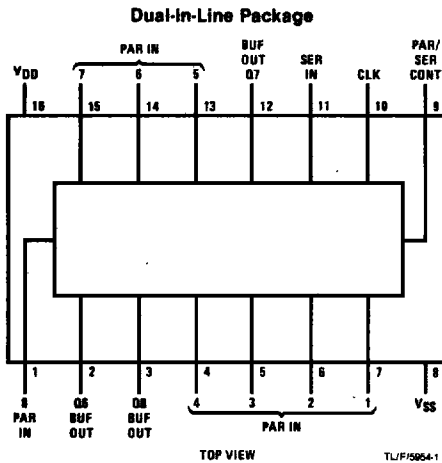 Dual-In-Line Package
PAR IN
BUF
OUT
Q7
SER
IN
CLK
PAR/
SER
CONT
VDD
7
6
5
16
15
14
13
12
11
10
9
1
2
3
4
5
6
7
8
8
PAR
IN
Q6
BUF
OUT
Q8
BUF
OUT
4
3
2
1
PAR IN
VSS
TOP VIEW
TL/F/5954-1